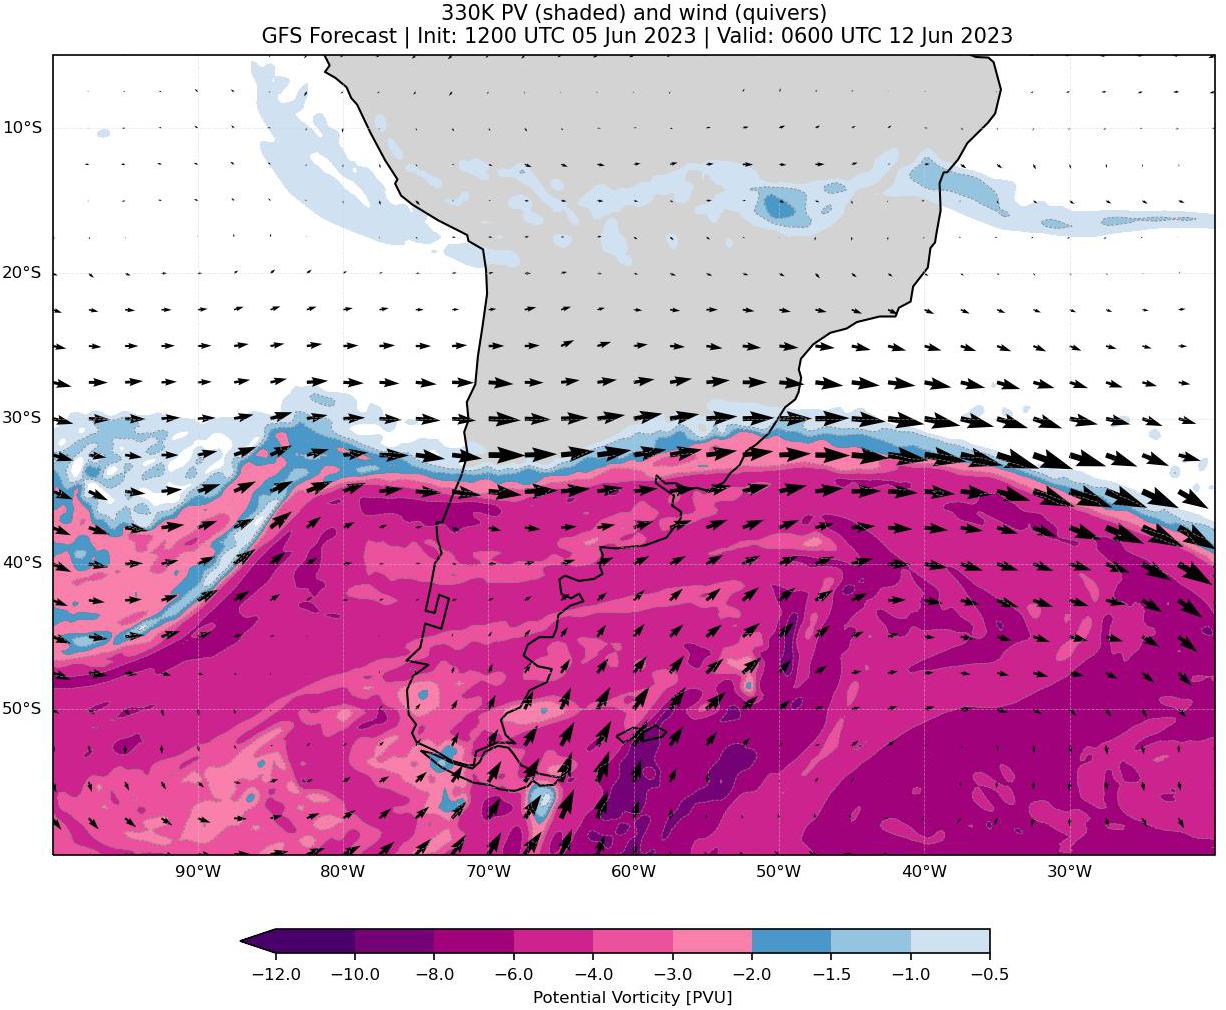 330K PV (shaded) and wind (quivers)
GFS Forecast | Init: 1200 UTC 05 Jun 2023 | Valid: 0600 UTC 12 Jun 2023
10°S
20°S
30°S
40°S
50°S
90°W 80°W 70°W 60°W 50°W 40°W 30°W
−12.0 −10.0 −8.0 −6.0 −4.0 −3.0 −2.0 −1.5 −1.0 −0.5
Potential Vorticity [PVU]